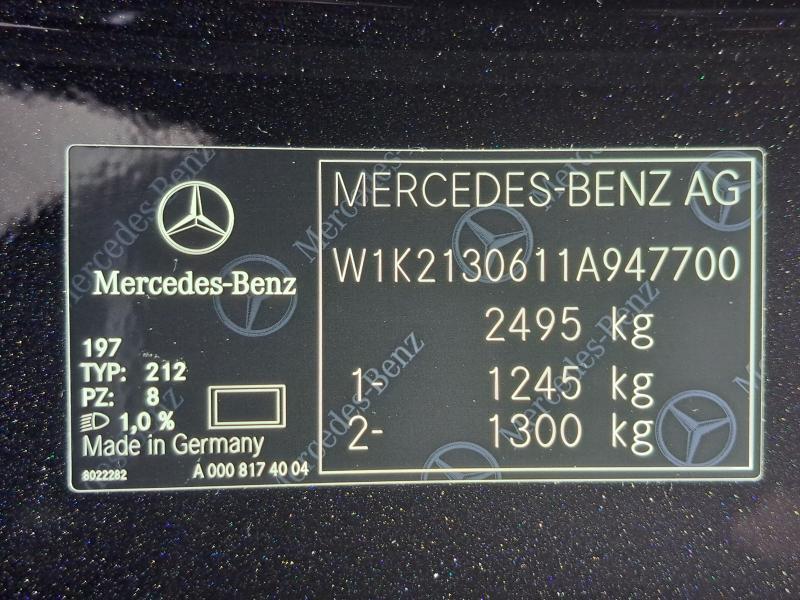 Mercedes-Benz
197
TYP: 212
PZ: 8
1,0 %
Made in Germany
8022282
A 000 817 40 04
MERCEDES-BENZ AG
W1K2130611A947700
2495 kg
1- 1245 kg
2- 1300 kg